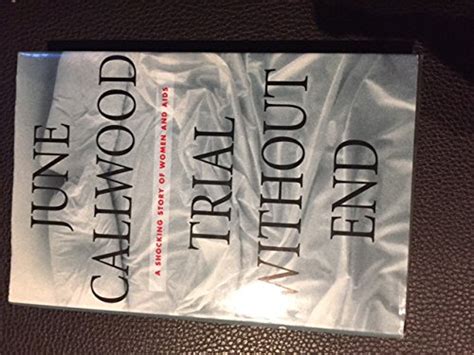 JUNE
CALLWOOD
A SHOCKING STORY OF WOMEN AND AIDS
TRIAL
WITHOUT
END